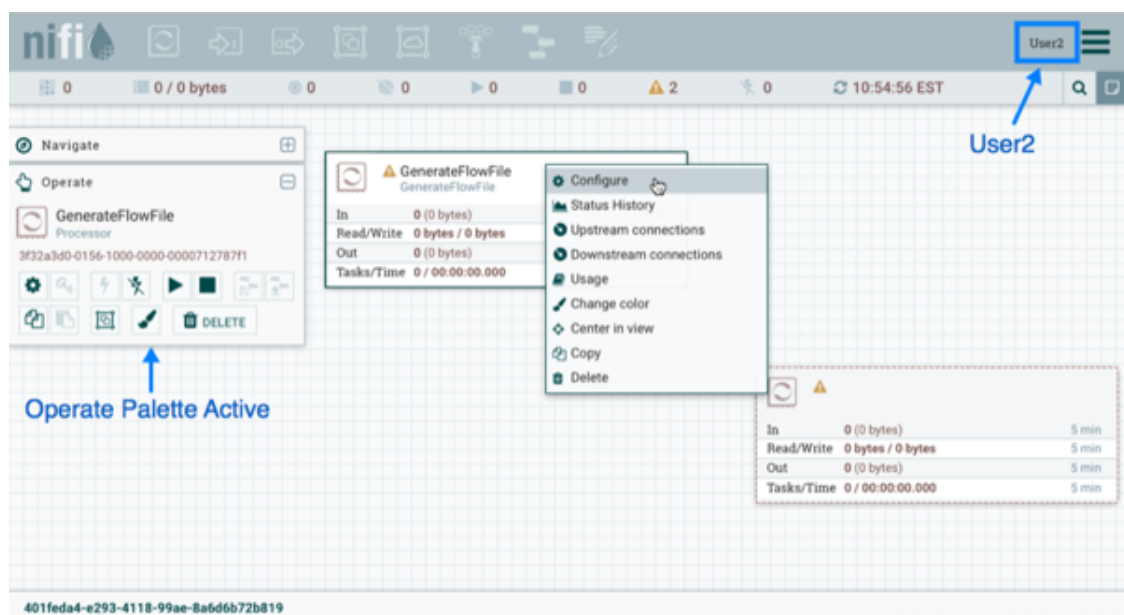 nifi
User2
0
0 / 0 bytes
0
0
0
0
2
0
10:54:56 EST
User2
Navigate
Operate
GenerateFlowFile
Processor
3f32a3d0-0156-1000-0000-0000712787f1
DELETE
Operate Palette Active
GenerateFlowFile
GenerateFlowFile
In 0 (0 bytes)
Read/Write 0 bytes / 0 bytes
Out 0 (0 bytes)
Tasks/Time 0 / 00:00:00.000
Configure
Status History
Upstream connections
Downstream connections
Usage
Change color
Center in view
Copy
Delete
In 0 (0 bytes) 5 min
Read/Write 0 bytes / 0 bytes 5 min
Out 0 (0 bytes) 5 min
Tasks/Time 0 / 00:00:00.000 5 min
401feda4-e293-4118-99ae-8a6d6b72b819